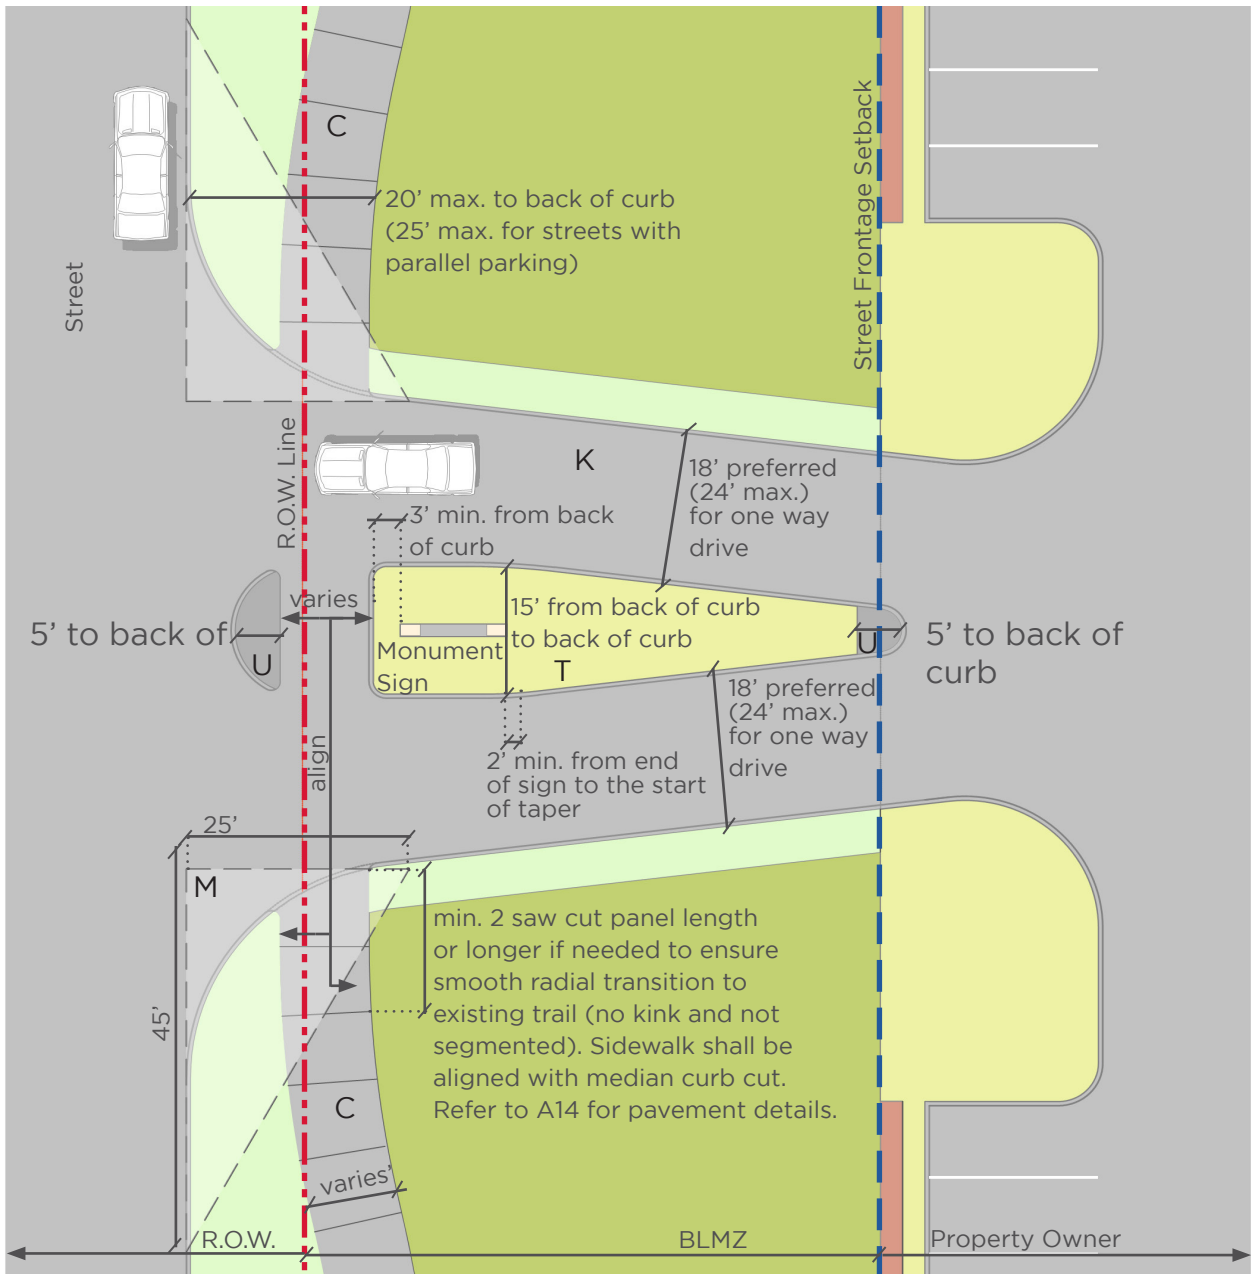 C
20’ max. to back of curb
(25’ max. for streets with
parallel parking)
Street
Street Frontage Setback
R.O.W. Line
K
18’ preferred
(24’ max.)
for one way
drive
3’ min. from back
of curb
varies
5’ to back of
U
15’ from back of curb
to back of curb
Monument
Sign
T
U
5’ to back of
curb
18’ preferred
(24’ max.)
for one way
drive
align
2’ min. from end
of sign to the start
of taper
25’
M
45’
min. 2 saw cut panel length
or longer if needed to ensure
smooth radial transition to
existing trail (no kink and not
segmented). Sidewalk shall be
aligned with median curb cut.
Refer to A14 for pavement details.
C
varies’
R.O.W.
BLMZ
Property Owner